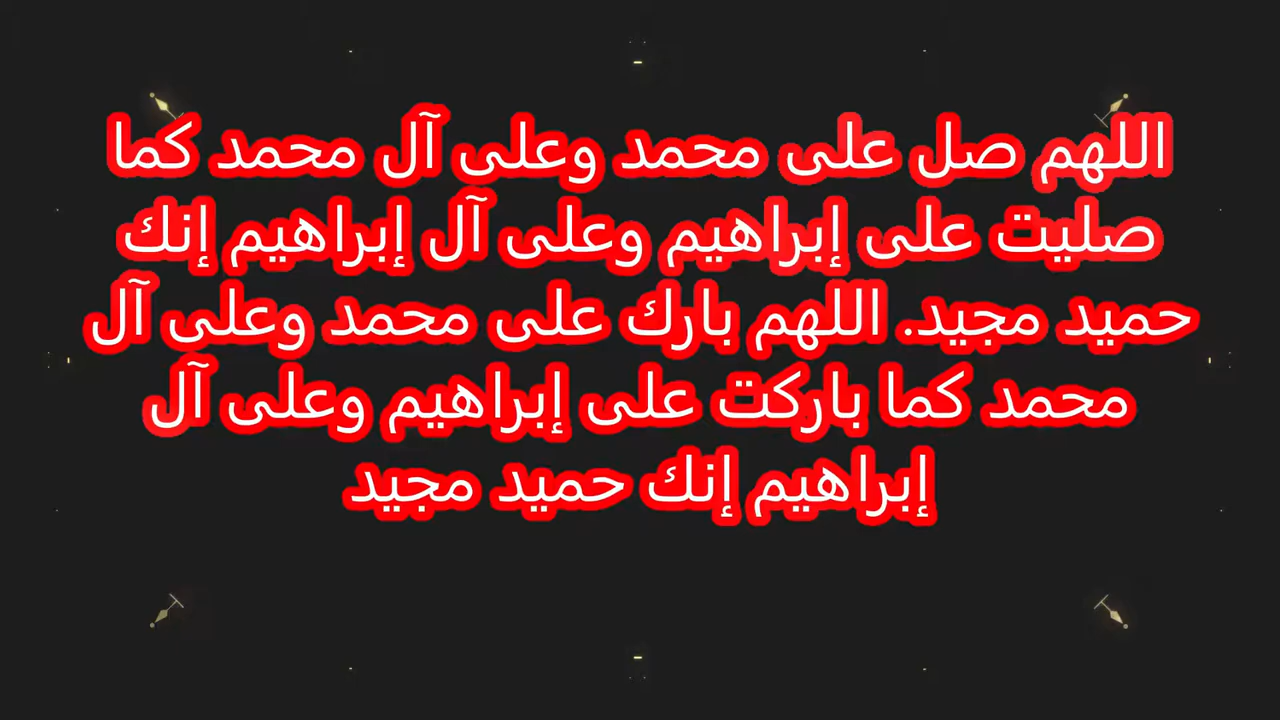 اللهم صل على محمد وعلى آل محمد كما
صليت على إبراهيم وعلى آل إبراهيم إنك
حميد مجيد. اللهم بارك على محمد وعلى آل
محمد كما باركت على إبراهيم وعلى آل
إبراهيم إنك حميد مجيد